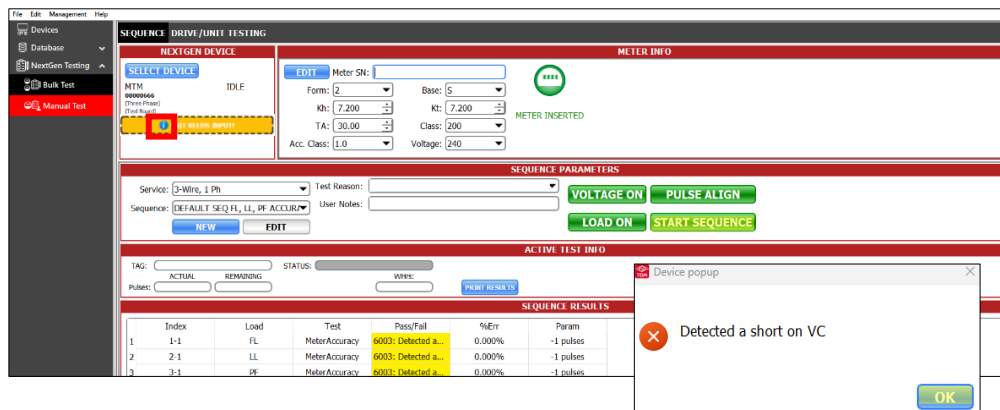 File Edit Management Help
Devices
Database
NextGen Testing
Bulk Test
Manual Test
SEQUENCE DRIVE/UNIT TESTING
NEXTGEN DEVICE
SELECT DEVICE
MTM IDLE
00000666
(Three Phase)
(Test Board)
NEEDS INPUT!
METER INFO
EDIT Meter SN:
Form: 2 Base: S
Kh: 7.200 Kt: 7.200
TA: 30.00 Class: 200
Acc. Class: 1.0 Voltage: 240
METER INSERTED
SEQUENCE PARAMETERS
Service: 3-Wire, 1 Ph Test Reason:
Sequence: DEFAULT SEQ FL, LL, PF ACCURA User Notes:
NEW EDIT
VOLTAGE ON PULSE ALIGN
LOAD ON START SEQUENCE
ACTIVE TEST INFO
TAG: STATUS:
ACTUAL REMAINING WHrs:
Pulses: PRINT RESULTS
SEQUENCE RESULTS
Index Load Test Pass/Fail %Err Param
1 1-1 FL MeterAccuracy 6003: Detected a... 0.000% -1 pulses
2 2-1 LL MeterAccuracy 6003: Detected a... 0.000% -1 pulses
3 3-1 PF MeterAccuracy 6003: Detected a... 0.000% -1 pulses
Device popup
Detected a short on VC
OK